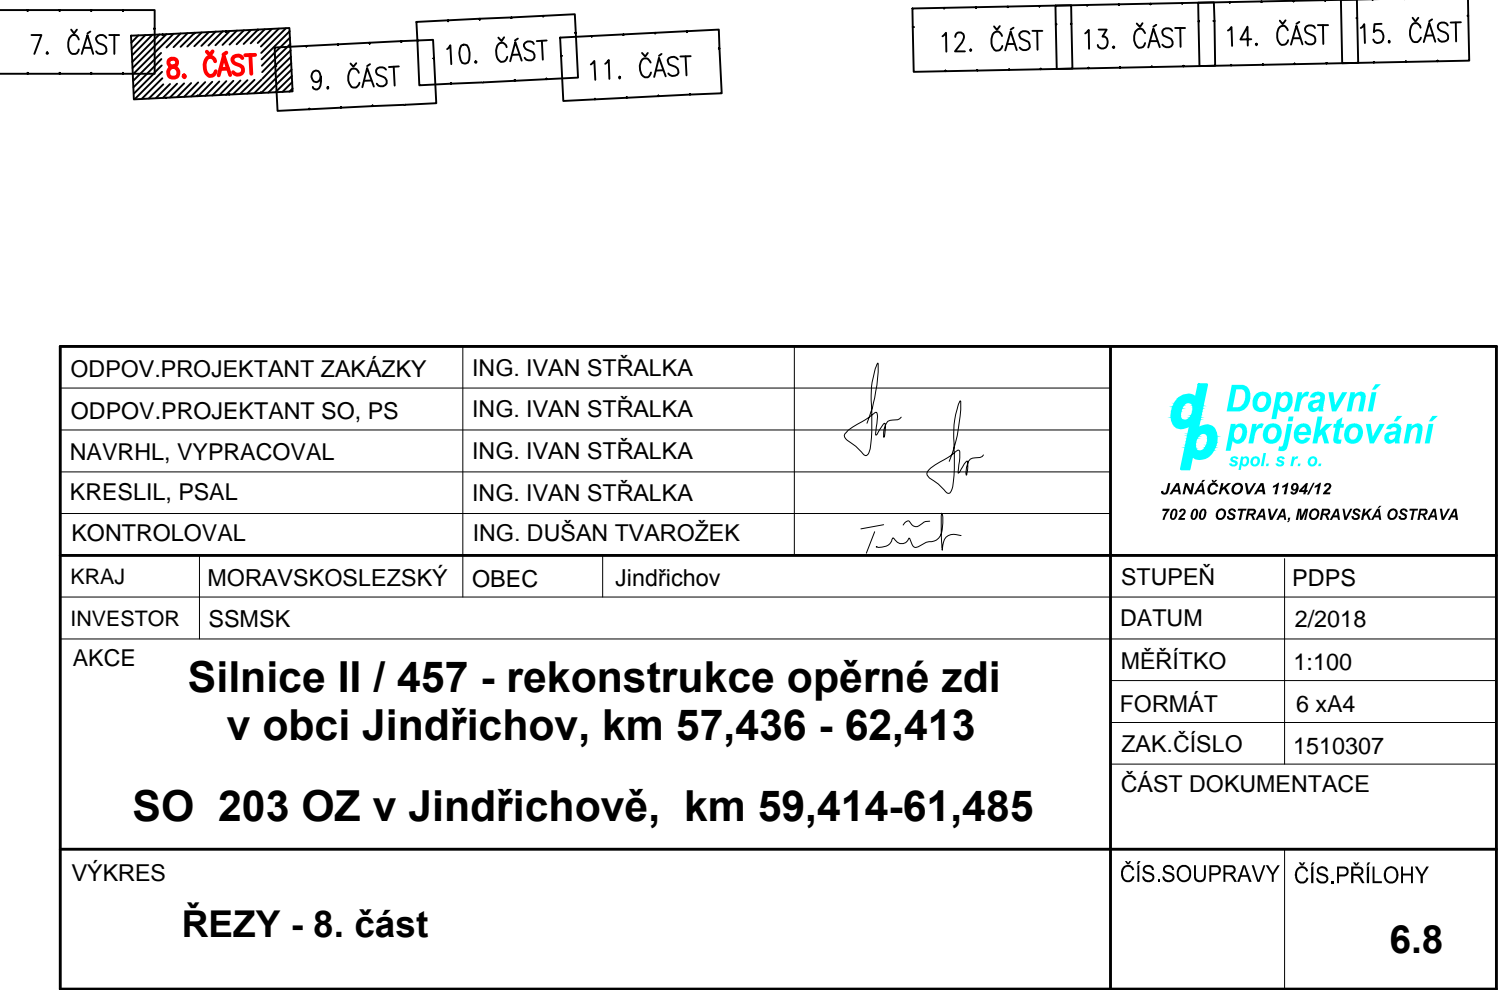 7. ČÁST
8. ČÁST
9. ČÁST
10. ČÁST
11. ČÁST
12. ČÁST
13. ČÁST
14. ČÁST
15. ČÁST
ODPOV.PROJEKTANT ZAKÁZKY ING. IVAN STŘALKA
ODPOV.PROJEKTANT SO, PS ING. IVAN STŘALKA
NAVRHL, VYPRACOVAL ING. IVAN STŘALKA
KRESLIL, PSAL ING. IVAN STŘALKA
KONTROLOVAL ING. DUŠAN TVAROŽEK
dp Dopravní
projektování
spol. s r. o.
JANÁČKOVA 1194/12
702 00 OSTRAVA, MORAVSKÁ OSTRAVA
KRAJ MORAVSKOSLEZSKÝ OBEC Jindřichov
INVESTOR SSMSK
STUPEŇ PDPS
DATUM 2/2018
MĚŘÍTKO 1:100
FORMÁT 6 xA4
ZAK.ČÍSLO 1510307
ČÁST DOKUMENTACE
AKCE
Silnice II / 457 - rekonstrukce opěrné zdi
v obci Jindřichov, km 57,436 - 62,413
SO 203 OZ v Jindřichově, km 59,414-61,485
VÝKRES
ŘEZY - 8. část
ČÍS.SOUPRAVY
ČÍS.PŘÍLOHY
6.8